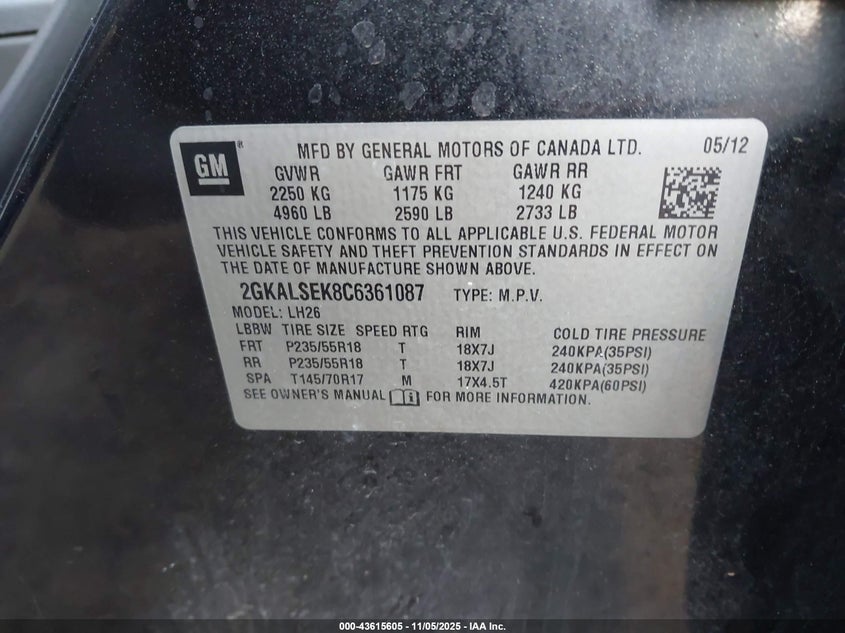 GM
®
MFD BY GENERAL MOTORS OF CANADA LTD. 05/12
GVWR GAWR FRT GAWR RR
2250 KG 1175 KG 1240 KG
4960 LB 2590 LB 2733 LB
THIS VEHICLE CONFORMS TO ALL APPLICABLE U.S. FEDERAL MOTOR
VEHICLE SAFETY AND THEFT PREVENTION STANDARDS IN EFFECT ON
THE DATE OF MANUFACTURE SHOWN ABOVE.
2GKALSEK8C6361087 TYPE: M.P.V.
MODEL: LH26
LBBW TIRE SIZE SPEED RTG RIM COLD TIRE PRESSURE
FRT P235/55R18 T 18X7J 240KPA(35PSI)
RR P235/55R18 T 18X7J 240KPA(35PSI)
SPA T145/70R17 M 17X4.5T 420KPA(60PSI)
SEE OWNER'S MANUAL FOR MORE INFORMATION.
000-43615605 - 11/05/2025 - IAA Inc.